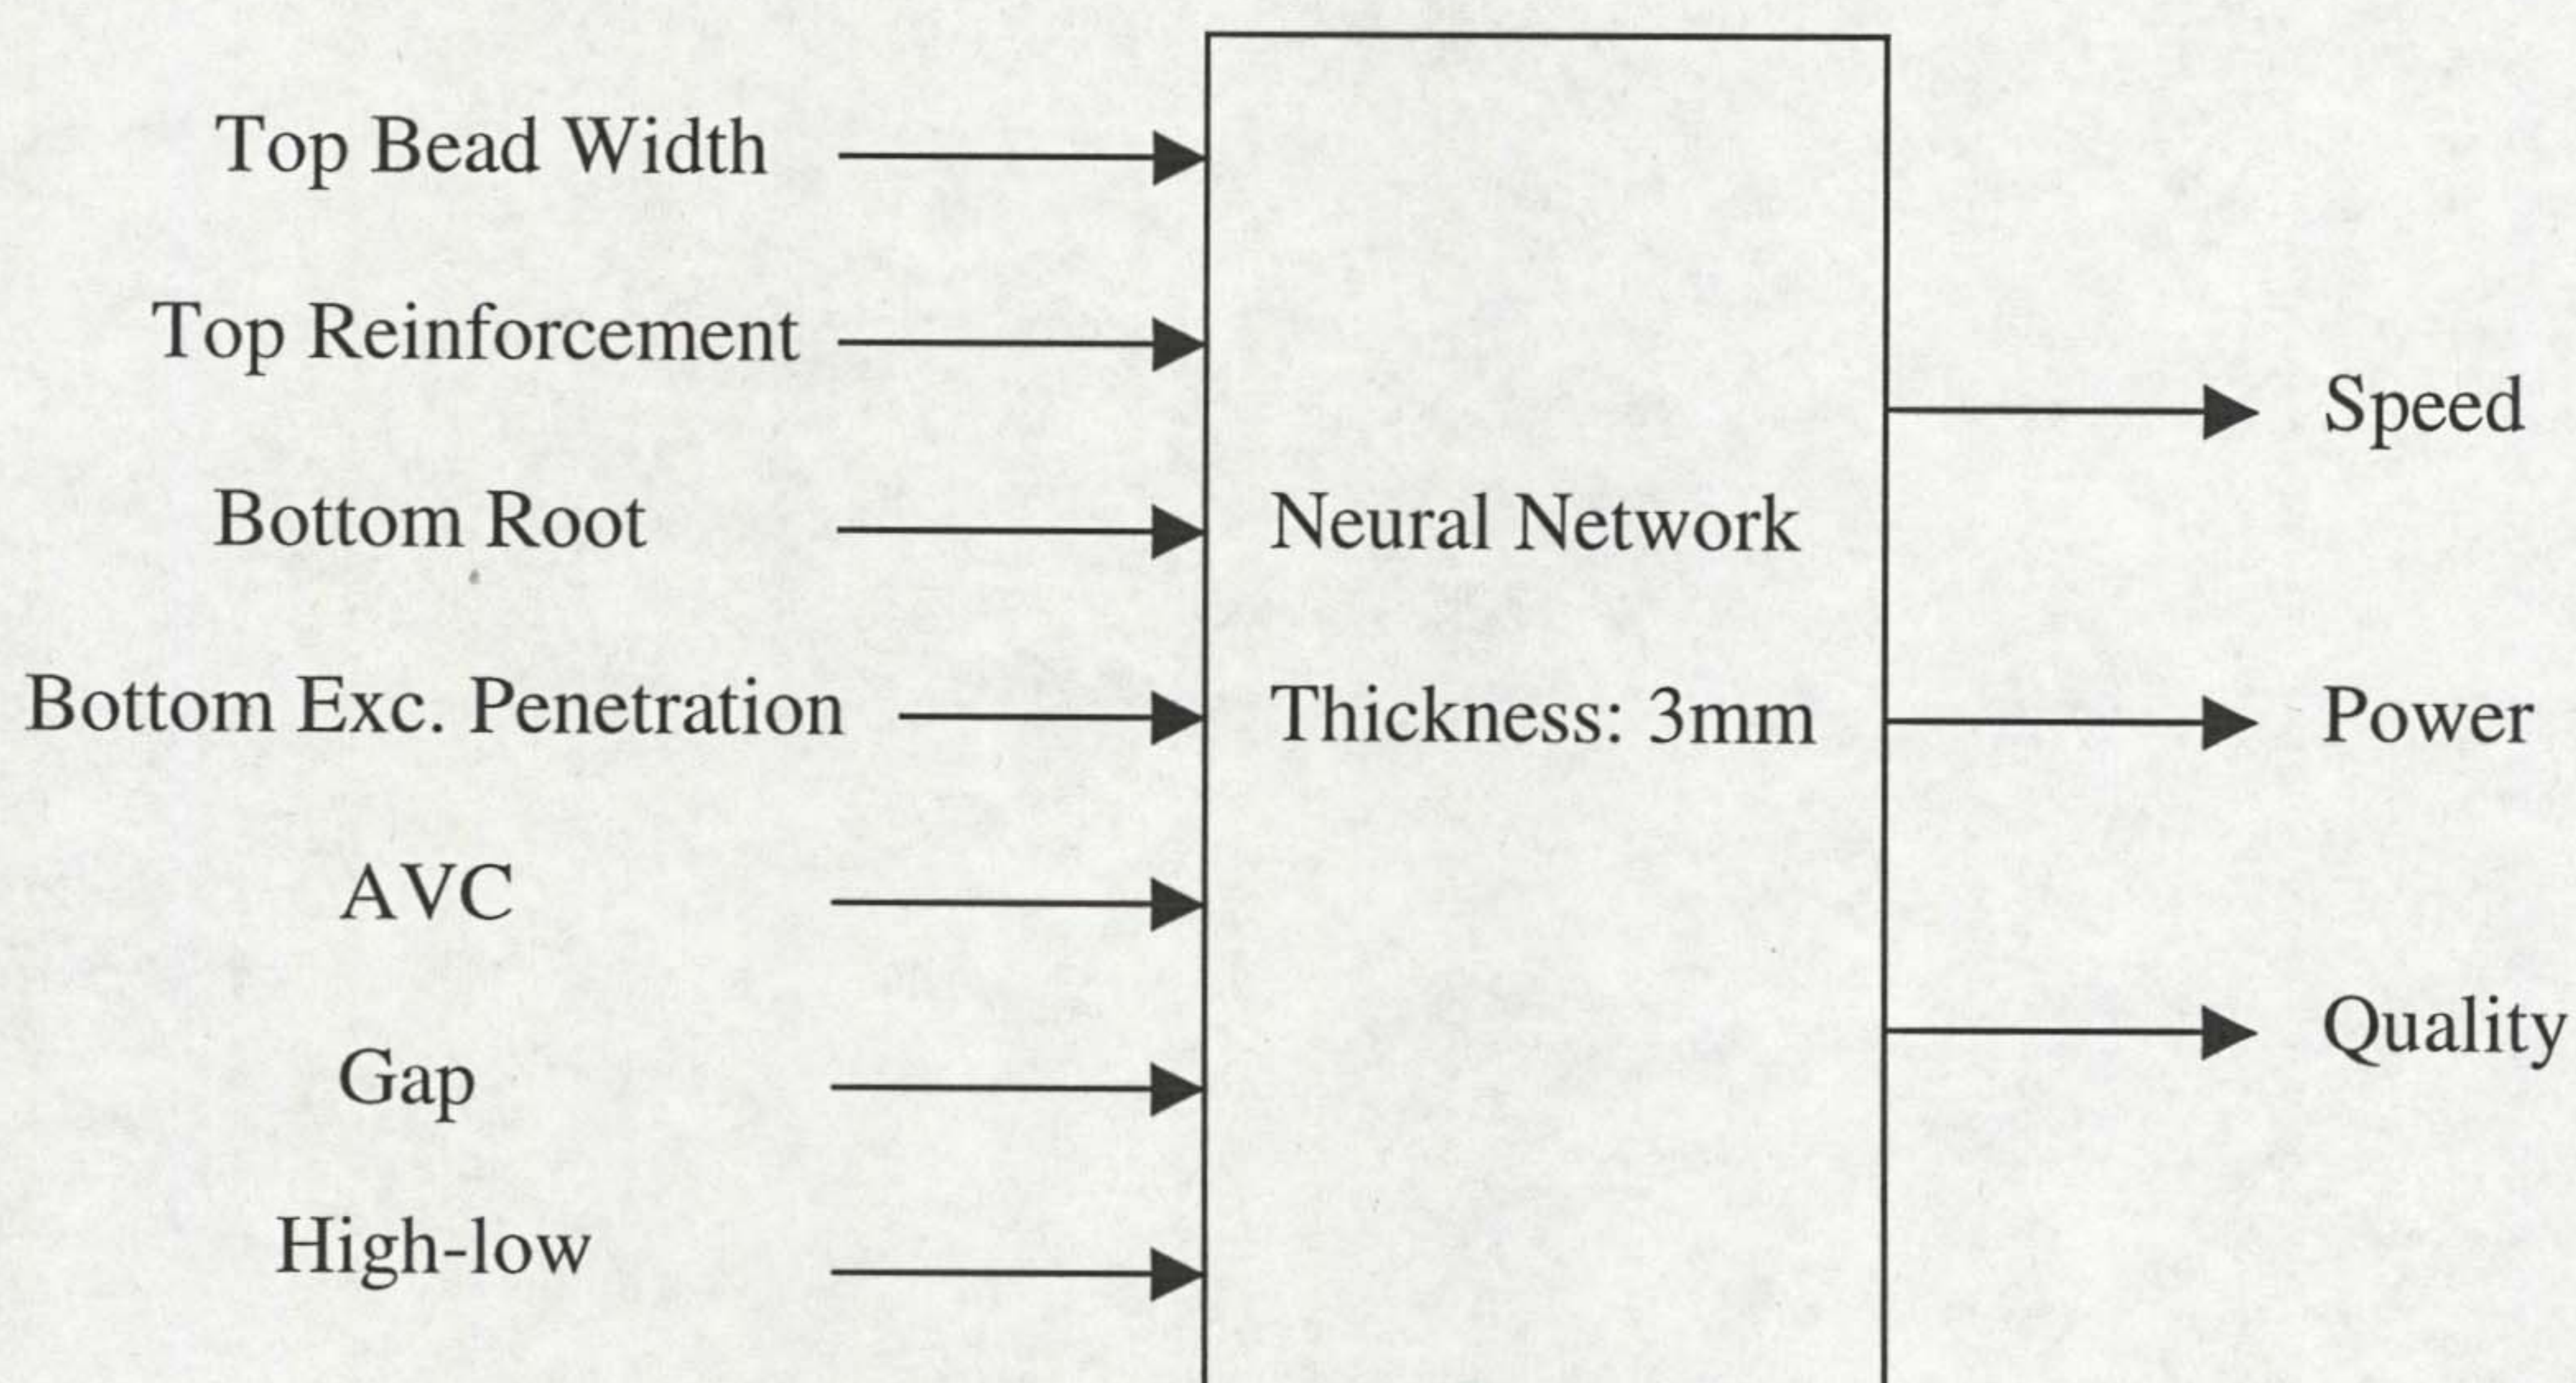 Top Bead Width
Top Reinforcement
Bottom Root
Bottom Exc. Penetration
AVC
Gap
High-low
Neural Network
Thickness: 3mm
Speed
Power
Quality